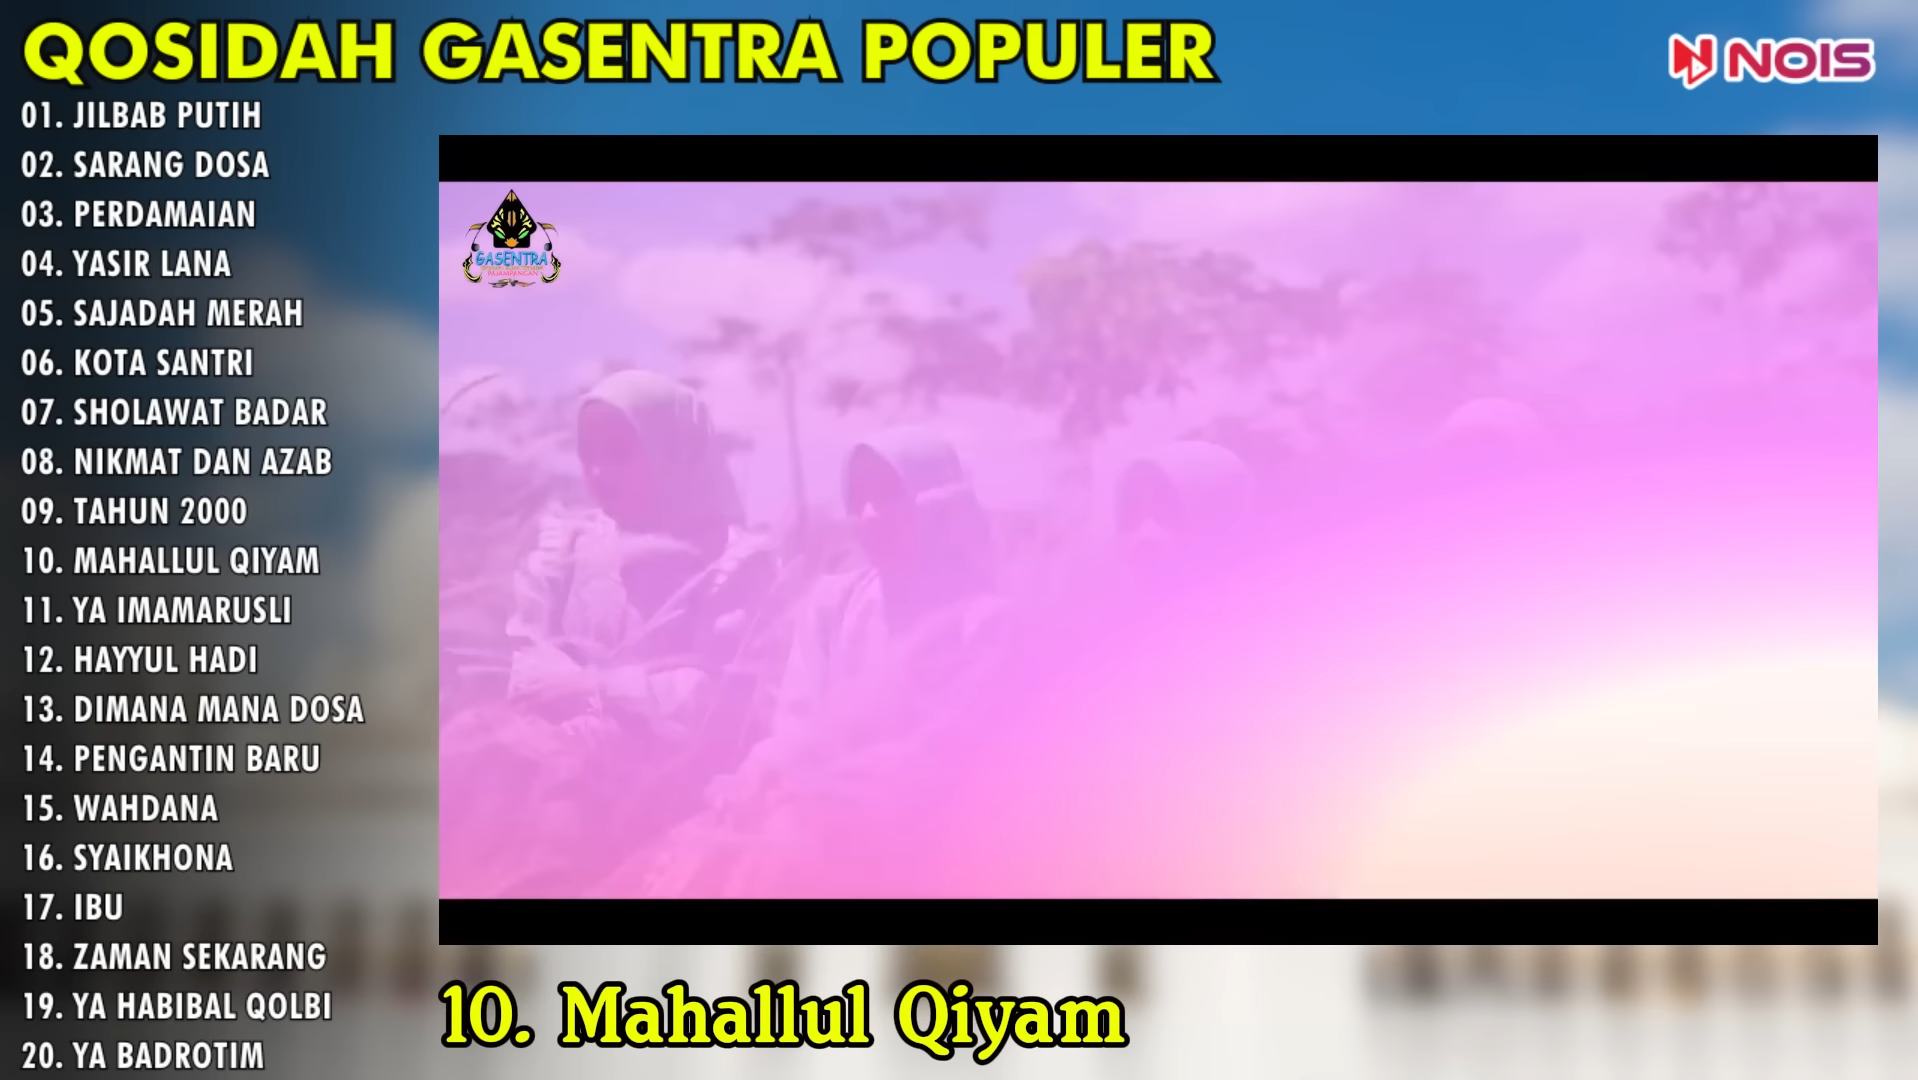 QOSIDAH GASENTRA POPULER
NOIS
01. JILBAB PUTIH
02. SARANG DOSA
03. PERDAMAIAN
04. YASIR LANA
05. SAJADAH MERAH
06. KOTA SANTRI
07. SHOLAWAT BADAR
08. NIKMAT DAN AZAB
09. TAHUN 2000
10. MAHALLUL QIYAM
11. YA IMAMARUSLI
12. HAYYUL HADI
13. DIMANA MANA DOSA
14. PENGANTIN BARU
15. WAHDANA
16. SYAIKHONA
17. IBU
18. ZAMAN SEKARANG
19. YA HABIBAL QOLBI
20. YA BADROTIM
GASENTRA
PAJAMPANGAN
10. Mahallul Qiyam